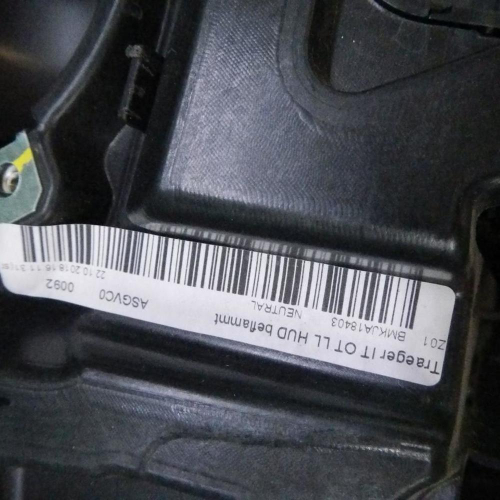 Traeger IT OT LL HUD beflammt
Z01
BMKJA18403
NEUTRAL
ASGVC0
0092
22.10.2018